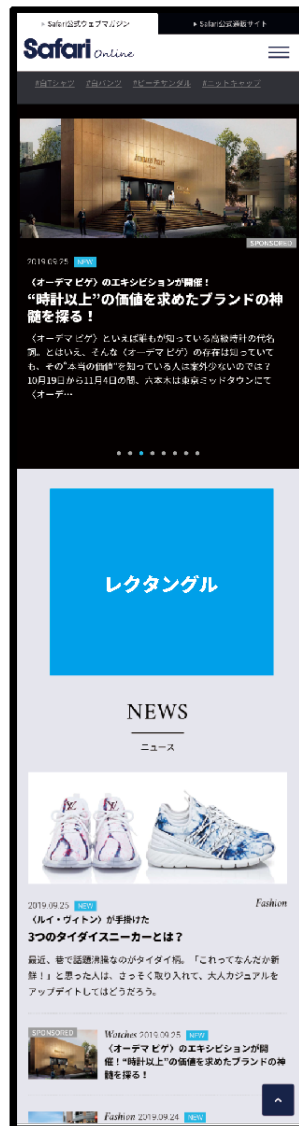 ▶ Safari公式ウェブマガジン
▶ Safari公式通販サイト
Safari Online
#白Tシャツ #白パンツ #ビーチサンダル #ニットキャップ
SPONSORED
2019.09.25 NEW
〈オーデマ ピゲ〉のエキシビションが開催！
“時計以上”の価値を求めたブランドの神
髄を探る！
〈オーデマ ピゲ〉といえば誰もが知っている高級時計の代名
詞。とはいえ、そんな〈オーデマ ピゲ〉の存在は知っていて
も、その“本当の価値”を知っている人は案外少ないのでは？
10月19日から11月4日の間、六本木は東京ミッドタウンにて
〈オーデ…
レクタングル
NEWS
ニュース
2019.09.25 NEW
Fashion
〈ルイ・ヴィトン〉が手掛けた
3つのタイダイスニーカーとは？
最近、巷で話題沸騰なのがタイダイ柄。「これってなんだか新
鮮！」と思った人は、さっそく取り入れて、大人カジュアルを
アップデイトしてはどうだろう。
SPONSORED
Watches 2019.09.25 NEW
〈オーデマ ピゲ〉のエキシビションが開
催！“時計以上”の価値を求めたブランドの神
髄を探る！
Fashion 2019.09.24 NEW